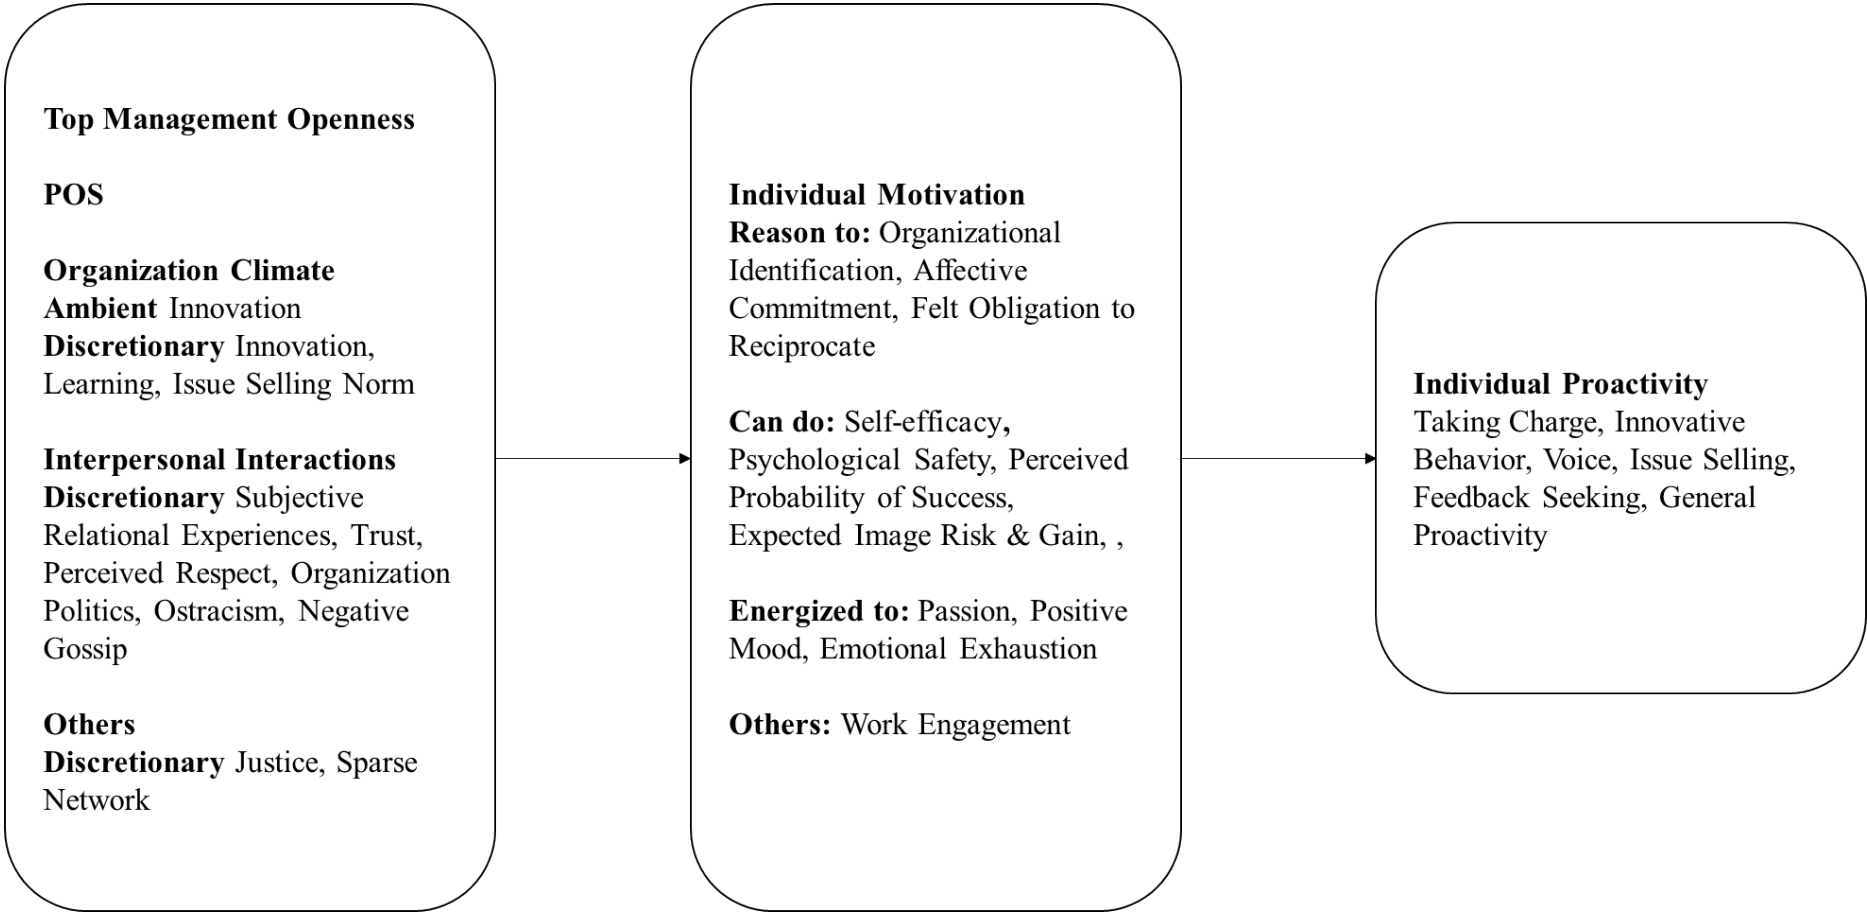 Top Management Openness
POS
Organization Climate
Ambient Innovation
Discretionary Innovation,
Learning, Issue Selling Norm
Interpersonal Interactions
Discretionary Subjective
Relational Experiences, Trust,
Perceived Respect, Organization
Politics, Ostracism, Negative
Gossip
Others
Discretionary Justice, Sparse
Network
Individual Motivation
Reason to: Organizational
Identification, Affective
Commitment, Felt Obligation to
Reciprocate
Can do: Self-efficacy,
Psychological Safety, Perceived
Probability of Success,
Expected Image Risk & Gain, ,
Energized to: Passion, Positive
Mood, Emotional Exhaustion
Others: Work Engagement
Individual Proactivity
Taking Charge, Innovative
Behavior, Voice, Issue Selling,
Feedback Seeking, General
Proactivity